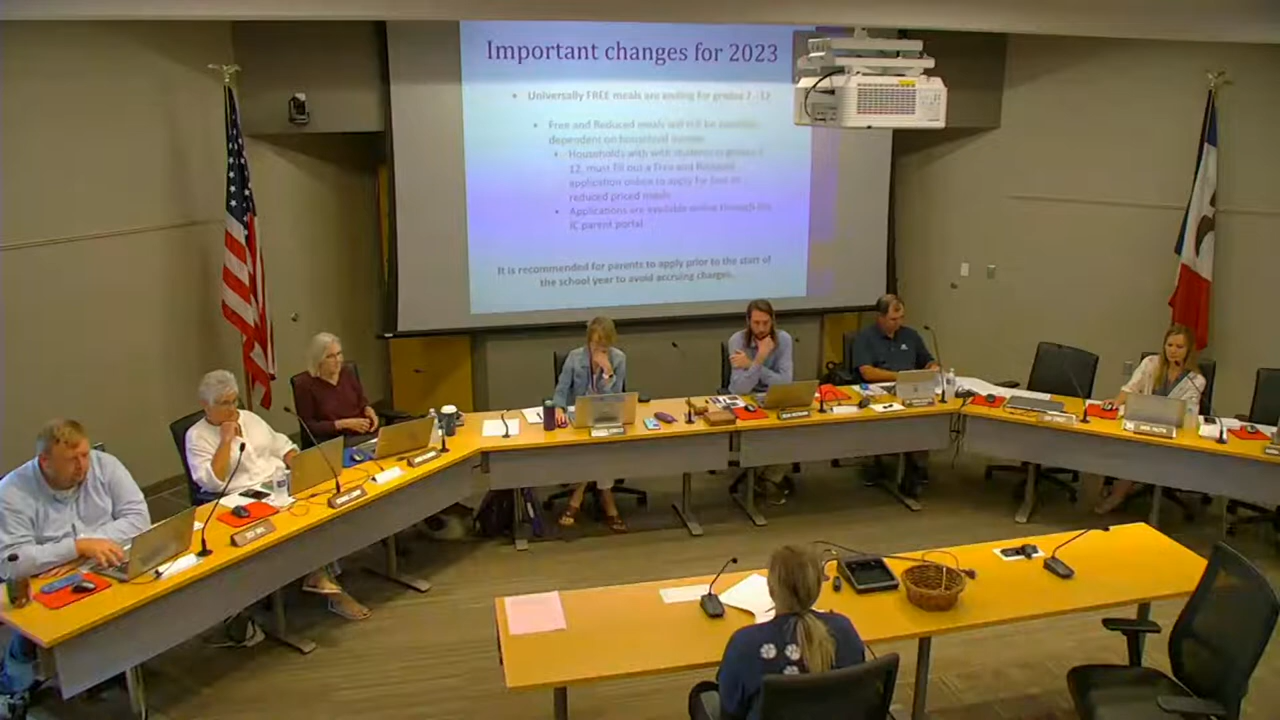 Important changes for 2023
• Universally FREE meals are ending for grades 7 - 12
• Free and Reduced meals will still be
dependent on household income
• Households with with students in grades 7
12, must fill out a Free and Reduced
application online to apply for free or
reduced priced meals
• Applications are available online through the
IC parent portal
It is recommended for parents to apply prior to the start of
the school year to avoid accruing charges.